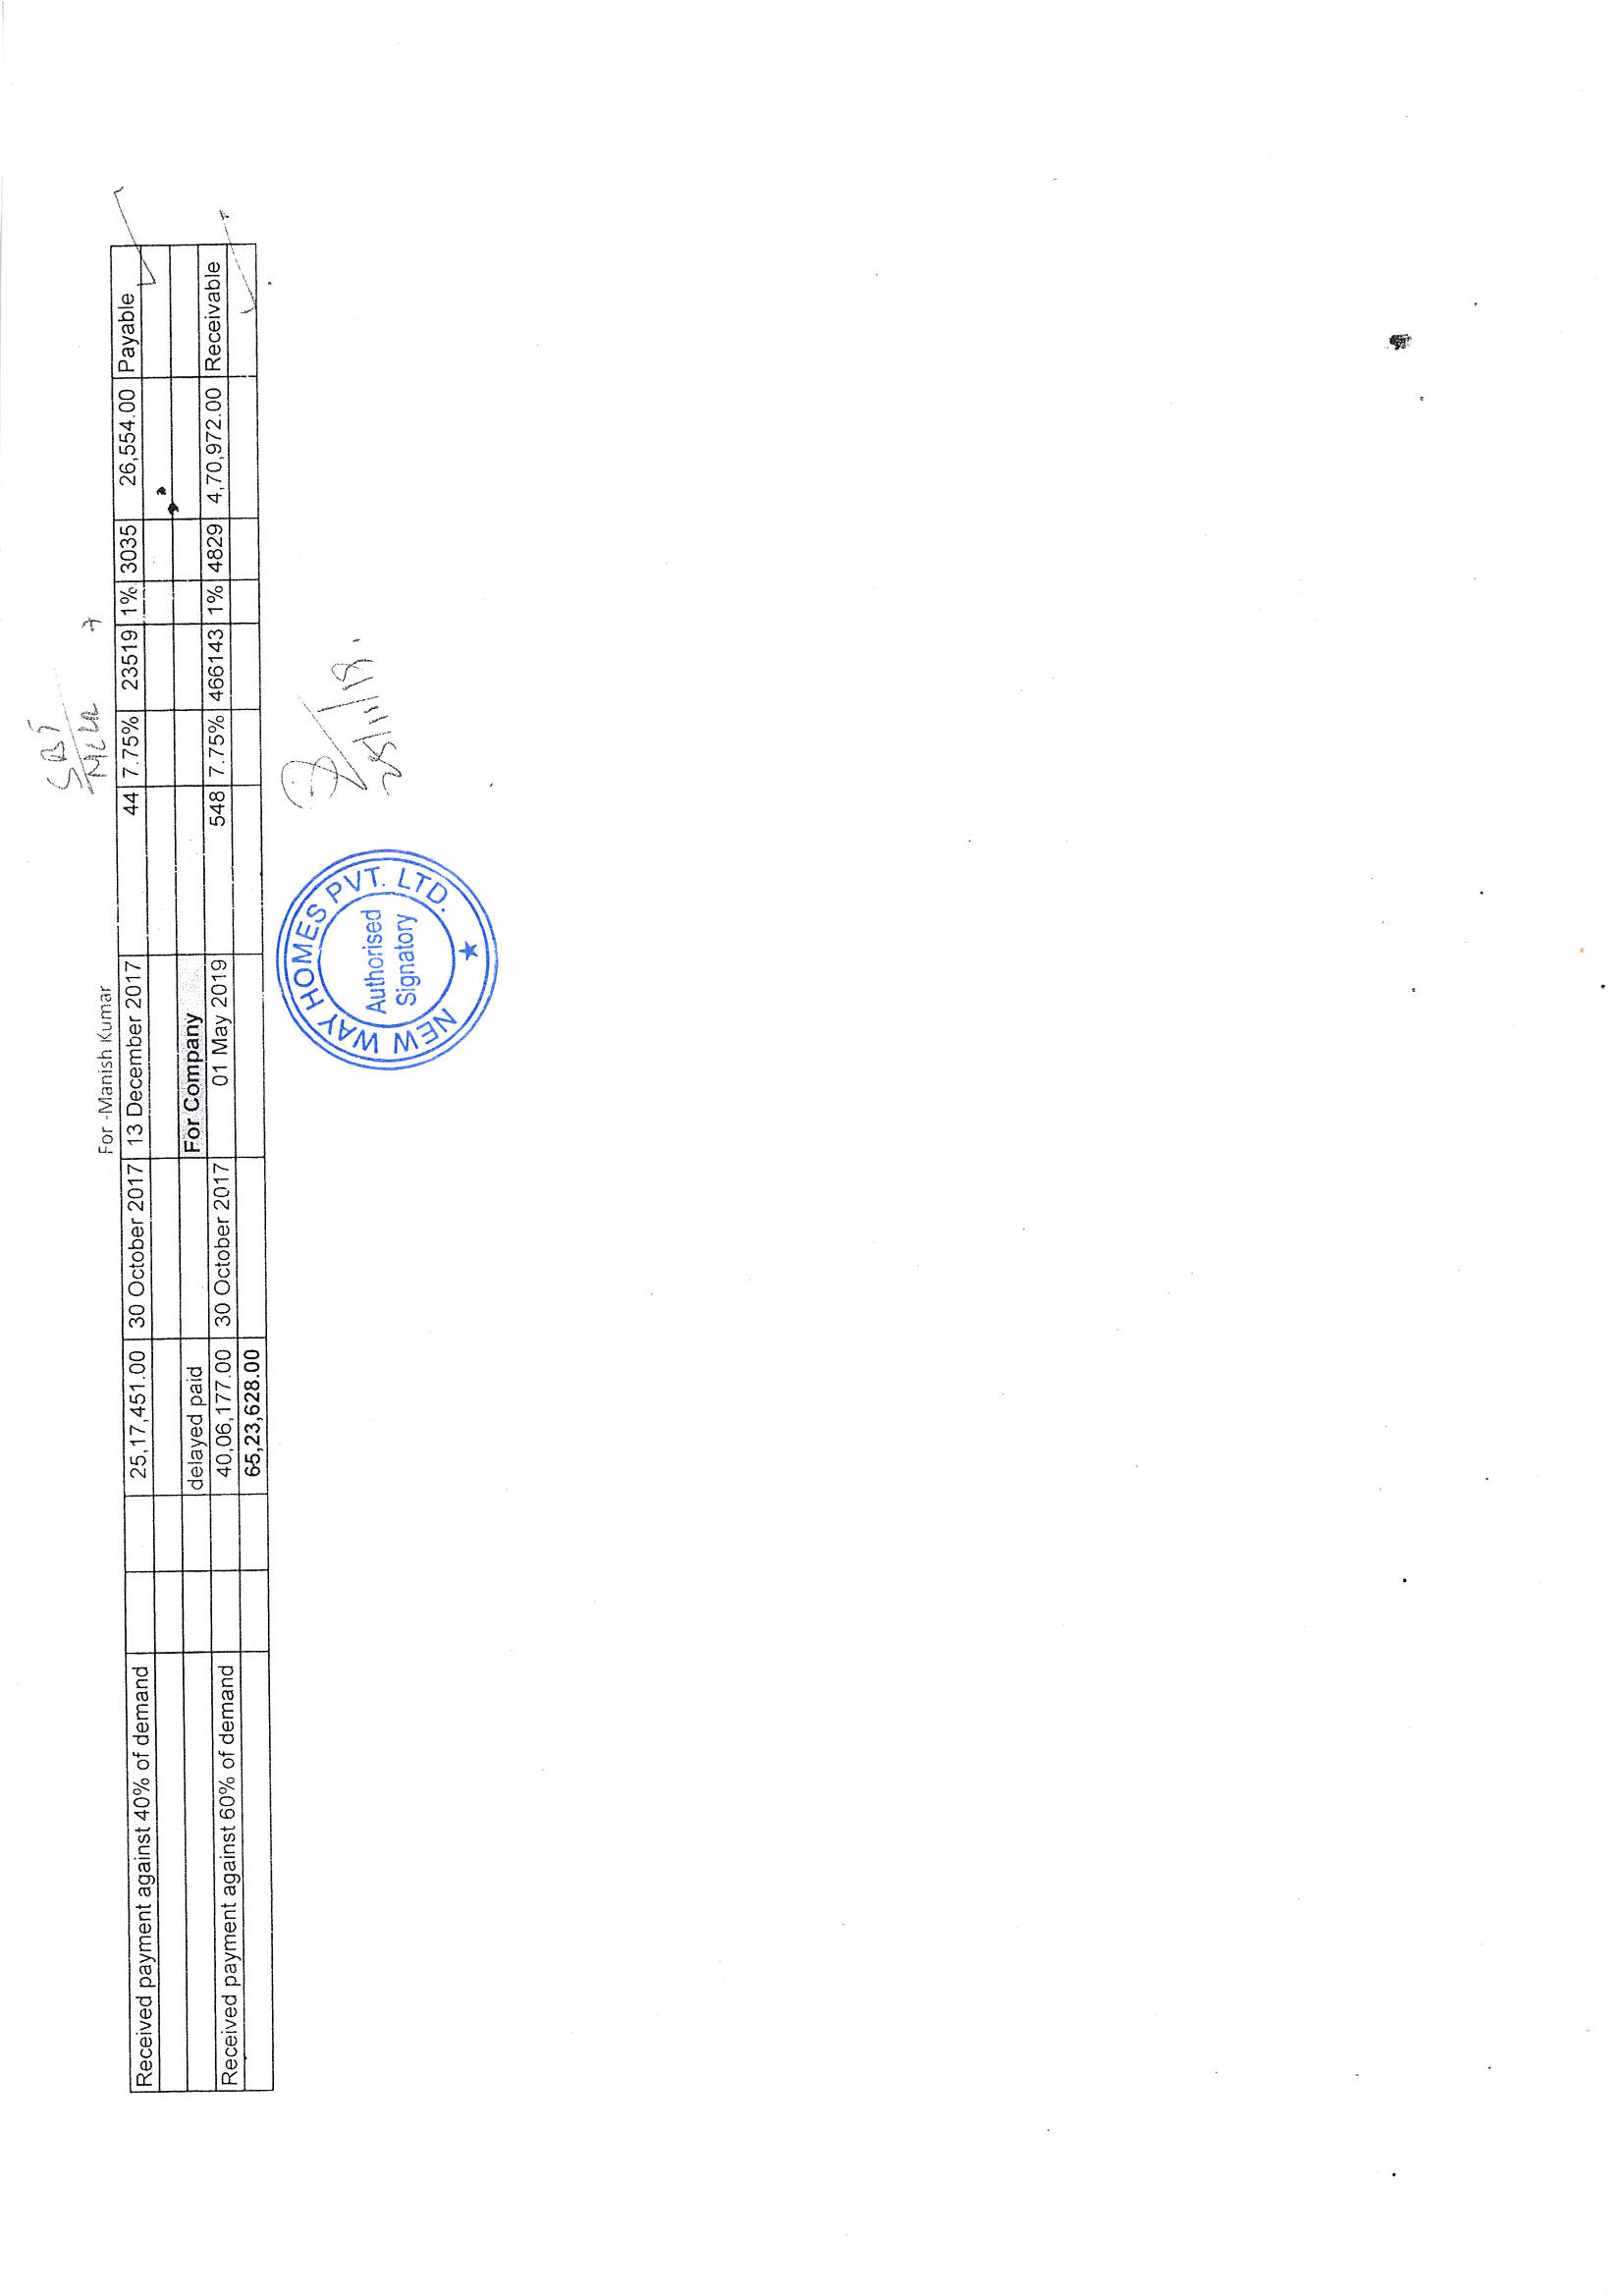 SBI
MCLR
For -Manish Kumar
Received payment against 40% of demand 25,17,451.00 30 October 2017 13 December 2017 44 7.75% 23519 1% 3035 26,554.00 Payable
delayed paid For Company
Received payment against 60% of demand 40,06,177.00 30 October 2017 01 May 2019 548 7.75% 466143 1% 4829 4,70,972.00 Receivable
65,23,628.00
NEW WAY HOMES PVT. LTD.
Authorised
Signatory
25/11/19.